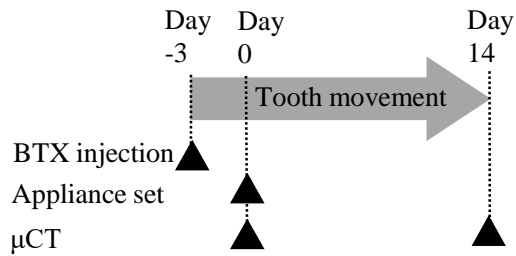 Day Day Day
-3 0 14
Tooth movement
BTX injection
Appliance set
μCT